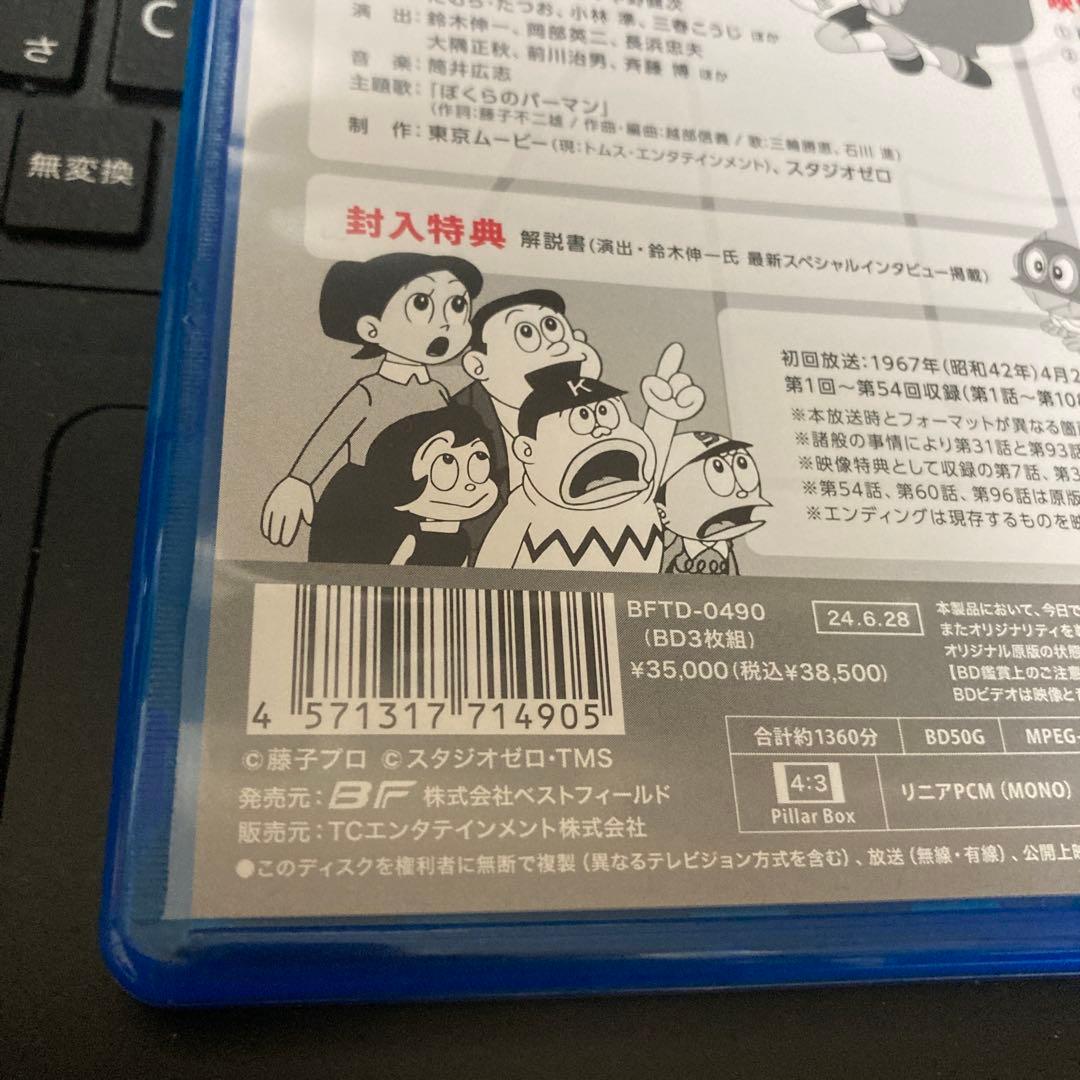 C
さ
無変換
たむら・たつお、小林 準、三春こうじ ほか
演 出：鈴木伸一、岡部英二、長浜忠夫
大隅正秋、前川治男、斉藤 博 ほか
音 楽：筒井広志
主題歌：「ぼくらのパーマン」
（作詞：藤子不二雄 / 作曲・編曲：越部信義 / 歌：三輪勝恵、石川 進）
制 作：東京ムービー（現：トムス・エンタテインメント）、スタジオゼロ
封入特典 解説書（演出・鈴木伸一氏 最新スペシャルインタビュー掲載）
初回放送：1967年（昭和42年）4月2
第1回～第54回収録（第1話～第10
※本放送時とフォーマットが異なる箇
※諸般の事情により第31話と第93話
※映像特典として収録の第7話、第3
※第54話、第60話、第96話は原版
※エンディングは現存するものを映
K
4 571317 714905
BFTD-0490
（BD3枚組）
24.6.28
¥35,000（税込¥38,500）
本製品において、今日で
またオリジナリティを
オリジナル原版の状態
【BD鑑賞上のご注意
BDビデオは映像と
合計約1360分 BD50G MPEG-
4:3
Pillar Box
リニアPCM（MONO）
©藤子プロ ©スタジオゼロ・TMS
発売元：BF 株式会社ベストフィールド
販売元：TCエンタテインメント株式会社
●このディスクを権利者に無断で複製（異なるテレビジョン方式を含む）、放送（無線・有線）、公開上映